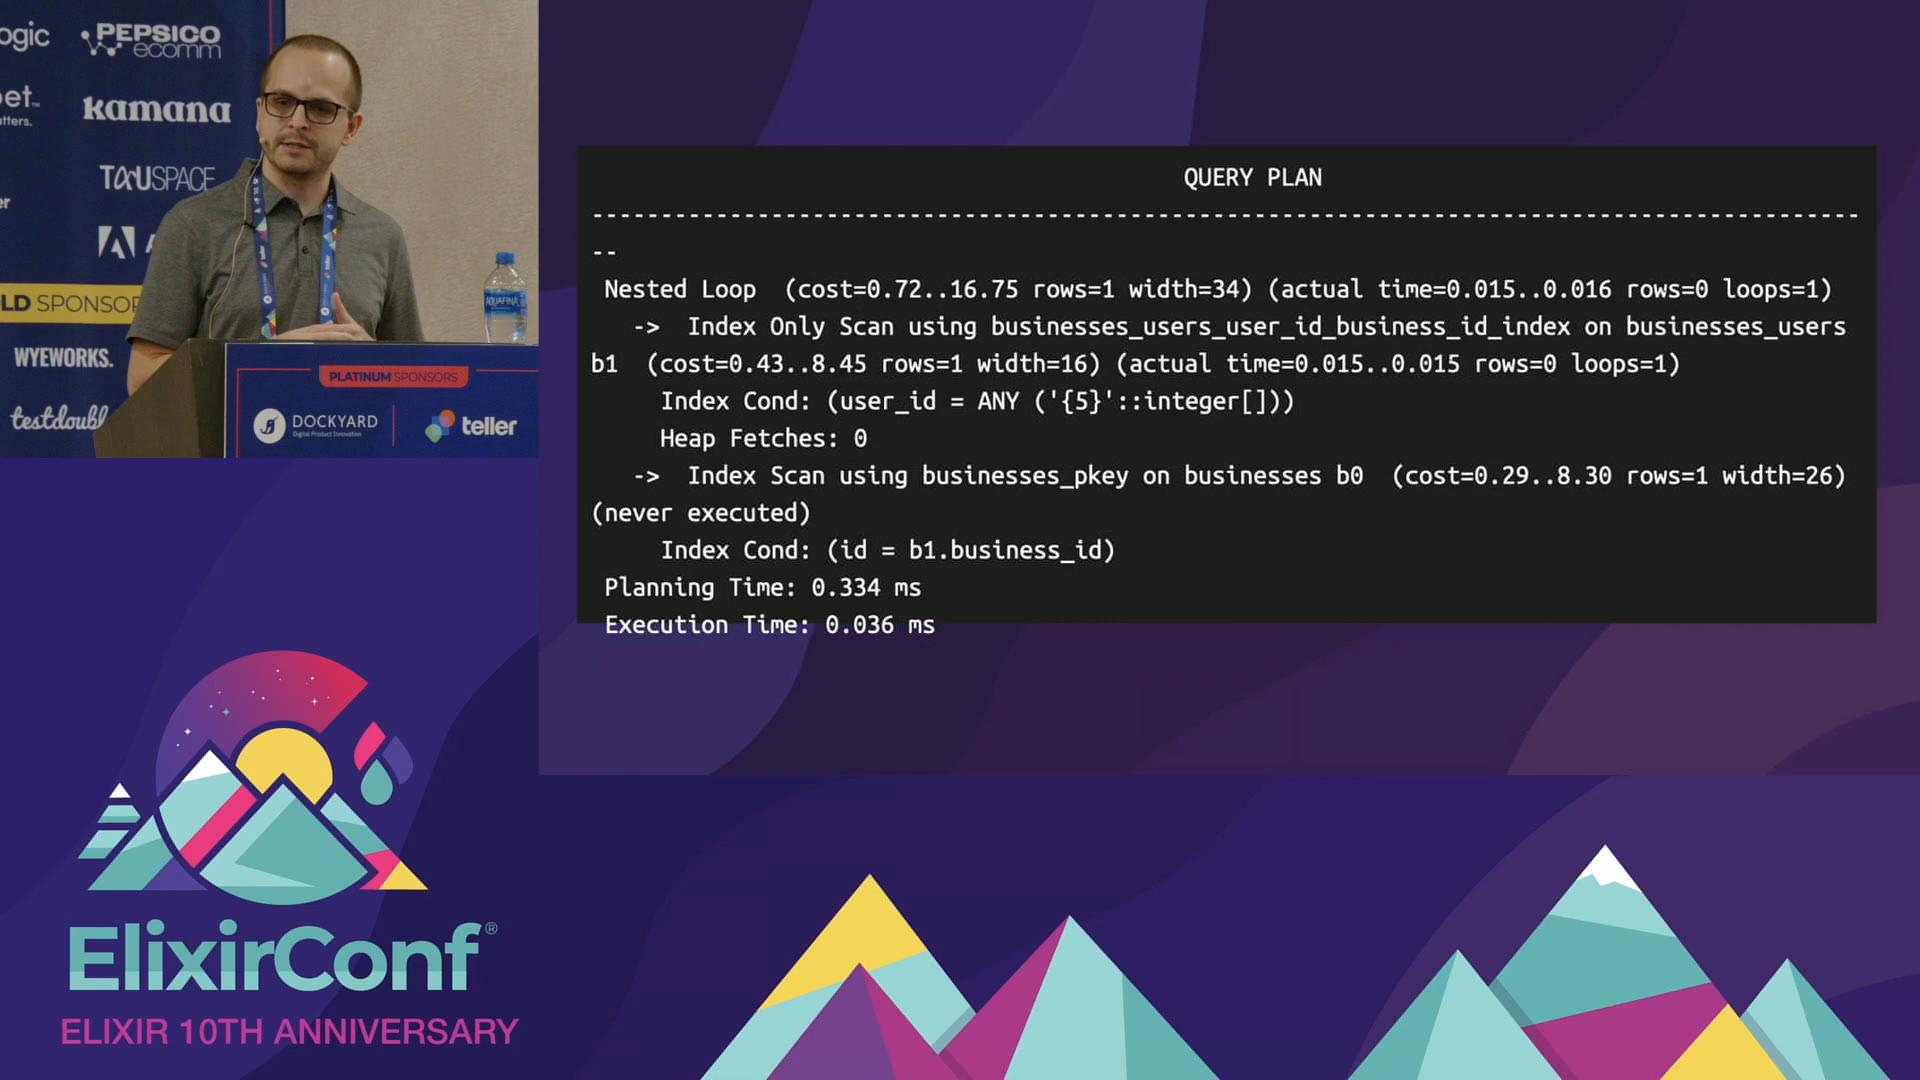 ogic
PEPSICO
ecomm
kamana
TAUSPACE
LD SPONSOR
WYEWORKS.
testdoubl
AQUAFINA
PLATINUM SPONSORS
DOCKYARD
Digital Product Innovation
teller
QUERY PLAN
--------------------------------------------------------------------------------------------
--
Nested Loop (cost=0.72..16.75 rows=1 width=34) (actual time=0.015..0.016 rows=0 loops=1)
-> Index Only Scan using businesses_users_user_id_business_id_index on businesses_users
b1 (cost=0.43..8.45 rows=1 width=16) (actual time=0.015..0.015 rows=0 loops=1)
Index Cond: (user_id = ANY ('{5}'::integer[]))
Heap Fetches: 0
-> Index Scan using businesses_pkey on businesses b0 (cost=0.29..8.30 rows=1 width=26)
(never executed)
Index Cond: (id = b1.business_id)
Planning Time: 0.334 ms
Execution Time: 0.036 ms
ElixirConf®
ELIXIR 10TH ANNIVERSARY